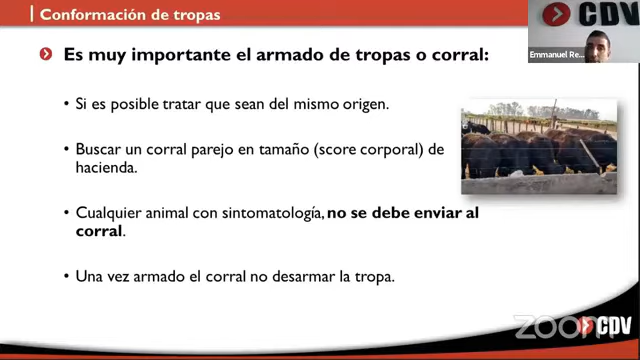 Conformación de tropas
CDV
Emmanuel Re...
Es muy importante el armado de tropas o corral:
• Si es posible tratar que sean del mismo origen.
• Buscar un corral parejo en tamaño (score corporal) de
hacienda.
• Cualquier animal con sintomatología, no se debe enviar al
corral.
• Una vez armado el corral no desarmar la tropa.
zoom
CDV